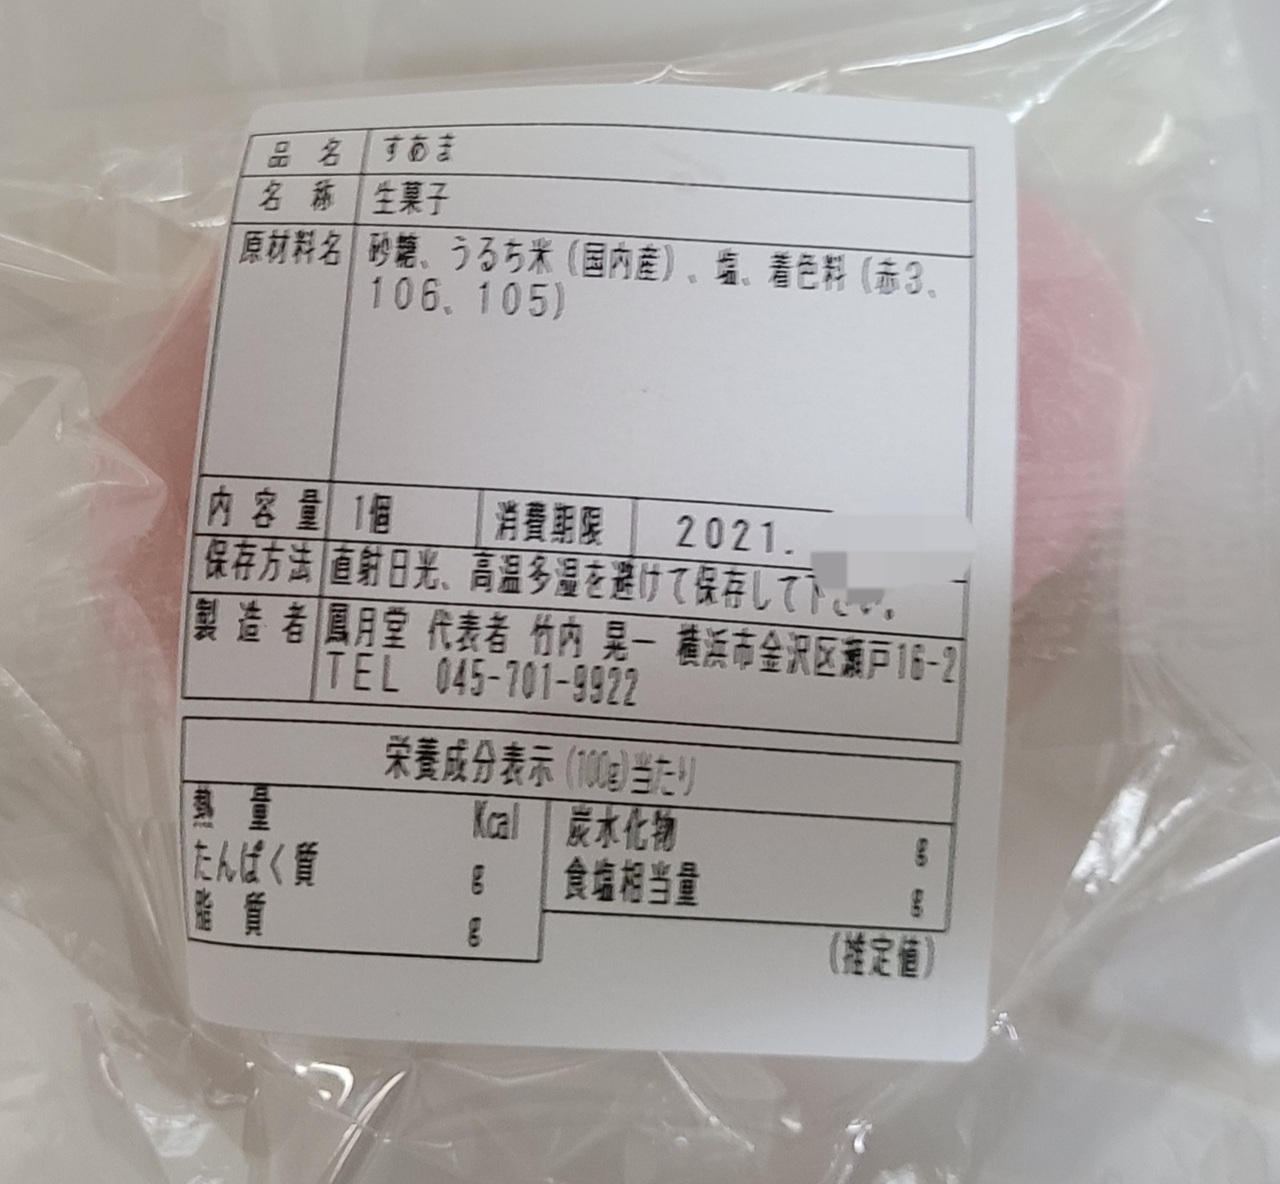 品名 すあま
名称 生菓子
原材料名 砂糖、うるち米（国内産）、塩、着色料（赤3、
106、105）
内容量 1個 消費期限 2021.
保存方法 直射日光、高温多湿を避けて保存して下さい。
製造者 鳳月堂 代表者 竹内 晃一 横浜市金沢区瀬戸16-2
TEL 045-701-9922
栄養成分表示（100g）当たり
熱量 Kcal 炭水化物 g
たんぱく質 g 食塩相当量 g
脂質 g
（推定値）